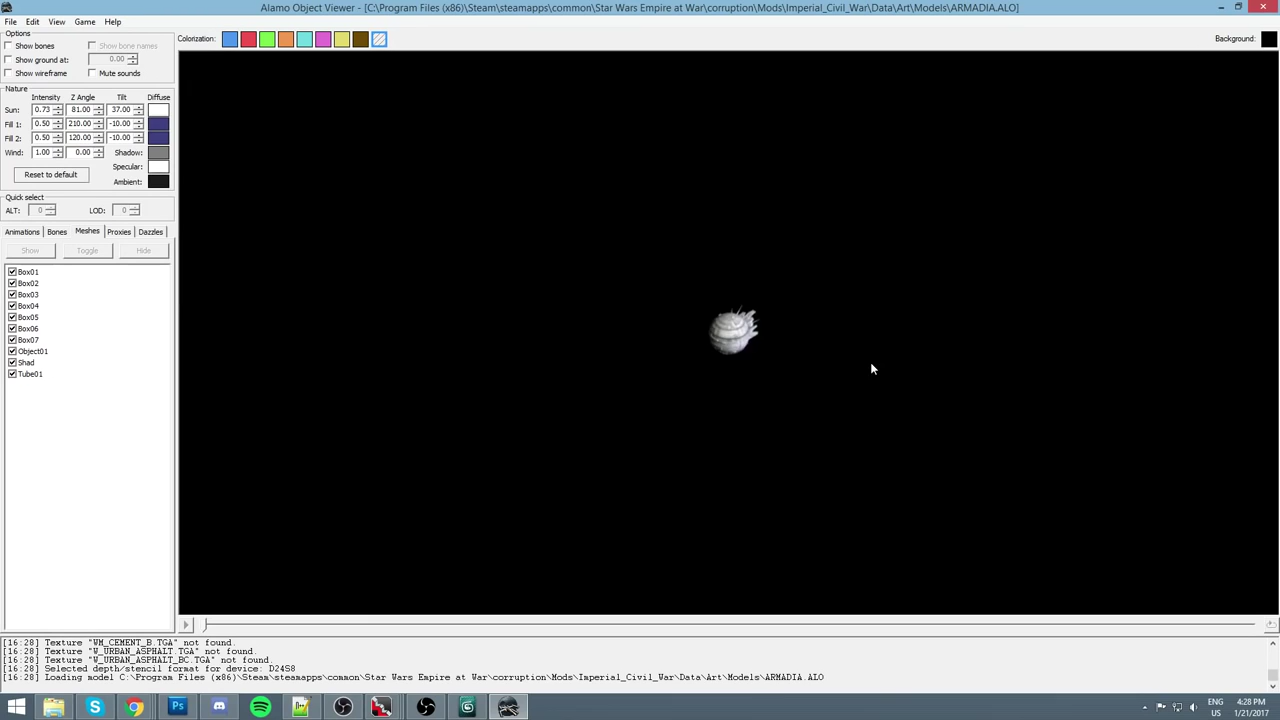 Alamo Object Viewer - [C:\Program Files (x86)\Steam\steamapps\common\Star Wars Empire at War\corruption\Mods\Imperial_Civil_War\Data\Art\Models\ARMADIA.ALO]
File Edit View Game Help
Options
Show bones Show bone names
Show ground at: 0.00
Show wireframe Mute sounds
Colorization:
Background:
Nature
Intensity Z Angle Tilt Diffuse
Sun: 0.73 81.00 37.00
Fill 1: 0.50 210.00 -10.00
Fill 2: 0.50 120.00 -10.00
Wind: 1.00 0.00 Shadow:
Specular:
Reset to default
Ambient:
Quick select
ALT: 0 LOD: 0
Animations Bones Meshes Proxies Dazzles
Show Toggle Hide
Box01
Box02
Box03
Box04
Box05
Box06
Box07
Object01
Shad
Tube01
[16:28] Texture "WM_CEMENT_B.TGA" not found.
[16:28] Texture "W_URBAN_ASPHALT.TGA" not found.
[16:28] Texture "W_URBAN_ASPHALT_BC.TGA" not found.
[16:28] Selected depth/stencil format for device: D24S8
[16:28] Loading model C:\Program Files (x86)\Steam\steamapps\common\Star Wars Empire at War\corruption\Mods\Imperial_Civil_War\Data\Art\Models\ARMADIA.ALO
ENG 4:28 PM
US 1/21/2017